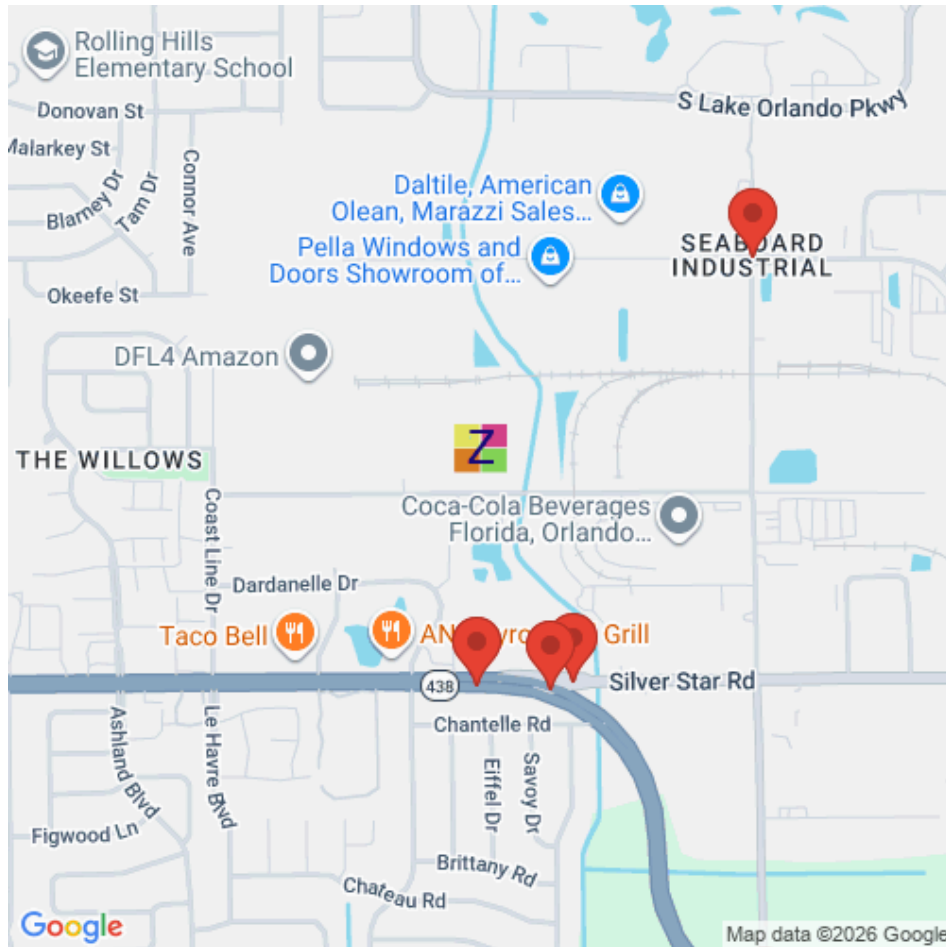 Rolling Hills
Elementary School
Donovan St
S Lake Orlando Pkwy
Malarkey St
Connor Ave
Blarney Dr
Tam Dr
Daltile, American
Olean, Marazzi Sales...
Pella Windows and
Doors Showroom of...
SEABOARD
INDUSTRIAL
Okeefe St
DFL4 Amazon
Z
THE WILLOWS
Coast Line Dr
Coca-Cola Beverages
Florida, Orlando...
Dardanelle Dr
Taco Bell
Grill
438
Silver Star Rd
Chantelle Rd
Ashland Blvd
Le Havre Blvd
Eiffel Dr
Savoy Dr
Figwood Ln
Brittany Rd
Chateau Rd
Google
Map data ©2026 Google